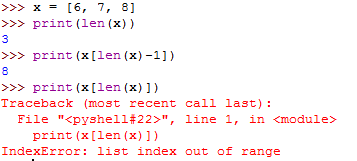 >>> x = [6, 7, 8]
>>> print(len(x))
3
>>> print(x[len(x)-1])
8
>>> print(x[len(x)])
Traceback (most recent call last):
  File "<pyshell#22>", line 1, in <module>
    print(x[len(x)])
IndexError: list index out of range